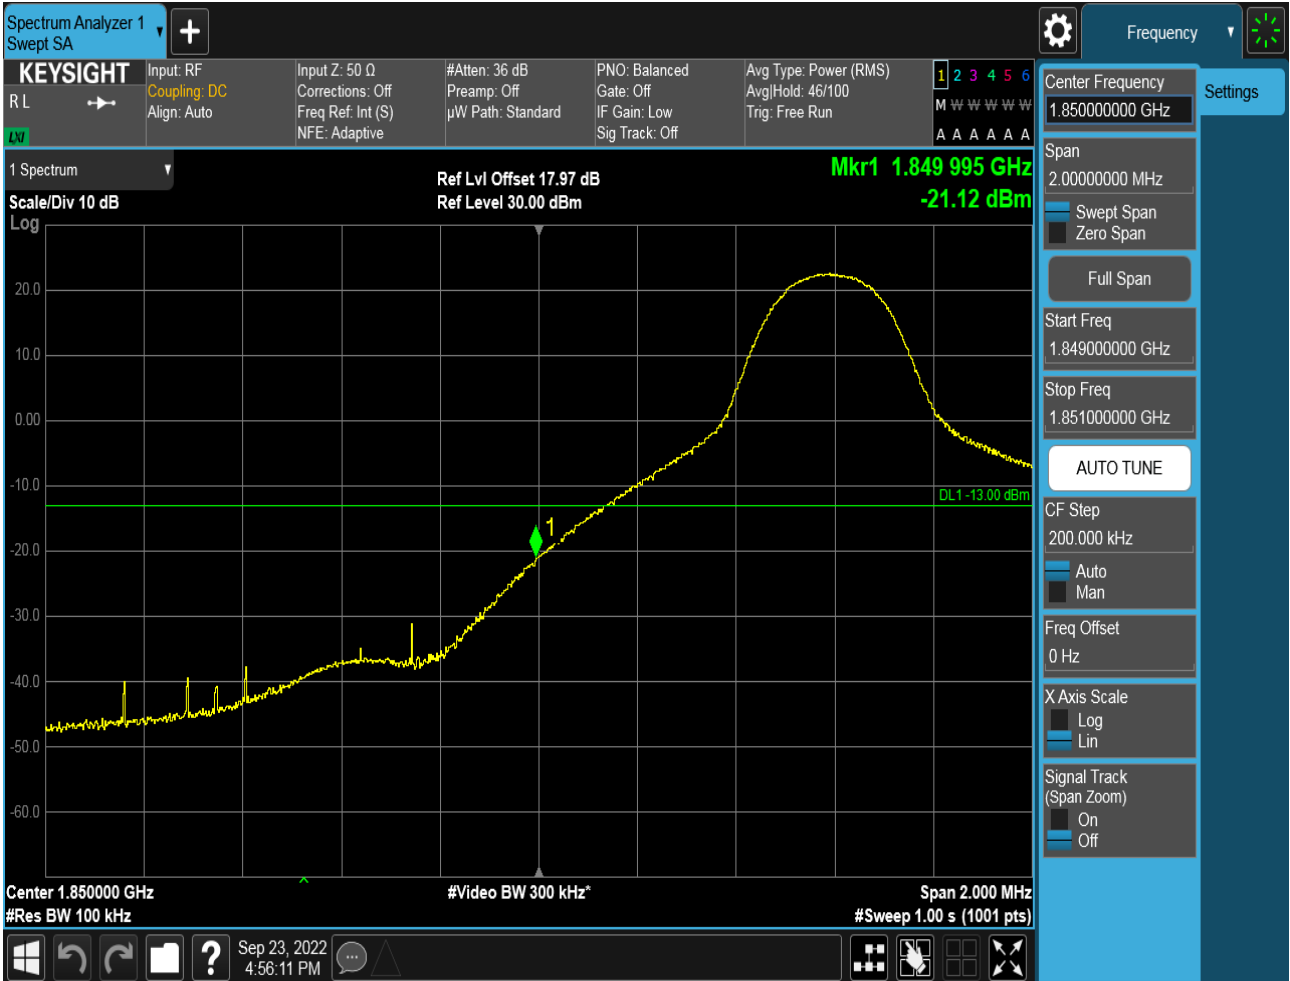 Spectrum Analyzer 1
Swept SA
Frequency
KEYSIGHT
R L
LXI
Input: RF
Coupling: DC
Align: Auto
Input Z: 50 Ω
Corrections: Off
Freq Ref: Int (S)
NFE: Adaptive
#Atten: 36 dB
Preamp: Off
µW Path: Standard
PNO: Balanced
Gate: Off
IF Gain: Low
Sig Track: Off
Avg Type: Power (RMS)
Avg|Hold: 46/100
Trig: Free Run
1 2 3 4 5 6
M W W W W W
A A A A A A
1 Spectrum
Scale/Div 10 dB
Log
Ref Lvl Offset 17.97 dB
Ref Level 30.00 dBm
Mkr1 1.849 995 GHz
-21.12 dBm
20.0
10.0
0.00
-10.0
-20.0
-30.0
-40.0
-50.0
-60.0
DL1 -13.00 dBm
1
Center 1.850000 GHz
#Res BW 100 kHz
#Video BW 300 kHz*
Span 2.000 MHz
#Sweep 1.00 s (1001 pts)
Sep 23, 2022
4:56:11 PM
Center Frequency
1.850000000 GHz
Span
2.00000000 MHz
Swept Span
Zero Span
Full Span
Start Freq
1.849000000 GHz
Stop Freq
1.851000000 GHz
AUTO TUNE
CF Step
200.000 kHz
Auto
Man
Freq Offset
0 Hz
X Axis Scale
Log
Lin
Signal Track
(Span Zoom)
On
Off
Settings